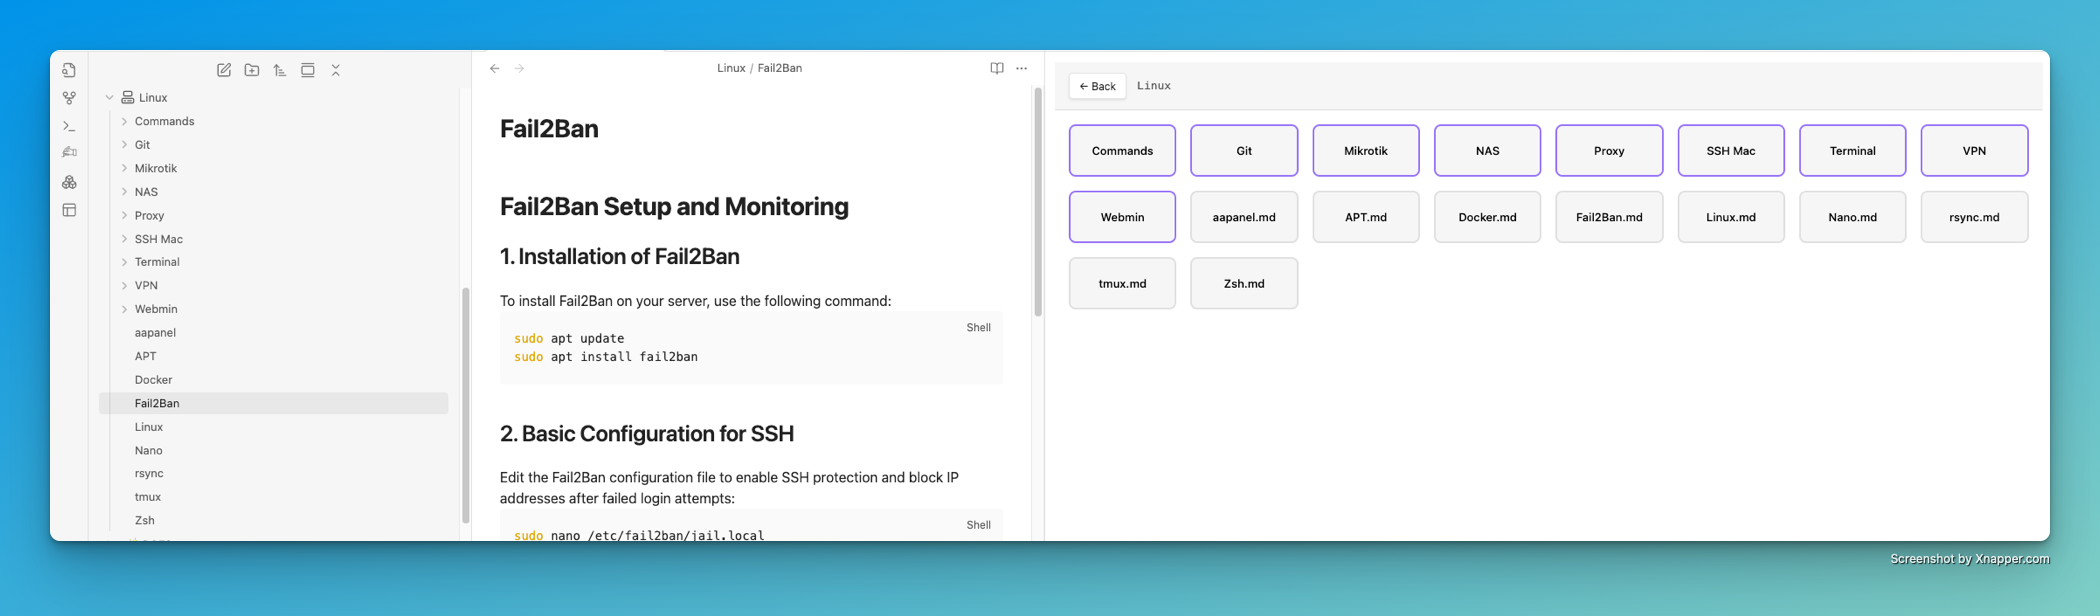 Linux
Commands
Git
Mikrotik
NAS
Proxy
SSH Mac
Terminal
VPN
Webmin
aapanel
APT
Docker
Fail2Ban
Linux
Nano
rsync
tmux
Zsh
Linux / Fail2Ban
Fail2Ban
Fail2Ban Setup and Monitoring
1. Installation of Fail2Ban
To install Fail2Ban on your server, use the following command:
Shell
sudo apt update
sudo apt install fail2ban
2. Basic Configuration for SSH
Edit the Fail2Ban configuration file to enable SSH protection and block IP
addresses after failed login attempts:
Shell
sudo nano /etc/fail2ban/jail.local
← Back Linux
Commands Git Mikrotik NAS Proxy SSH Mac Terminal VPN
Webmin aapanel.md APT.md Docker.md Fail2Ban.md Linux.md Nano.md rsync.md
tmux.md Zsh.md
Screenshot by Xnapper.com